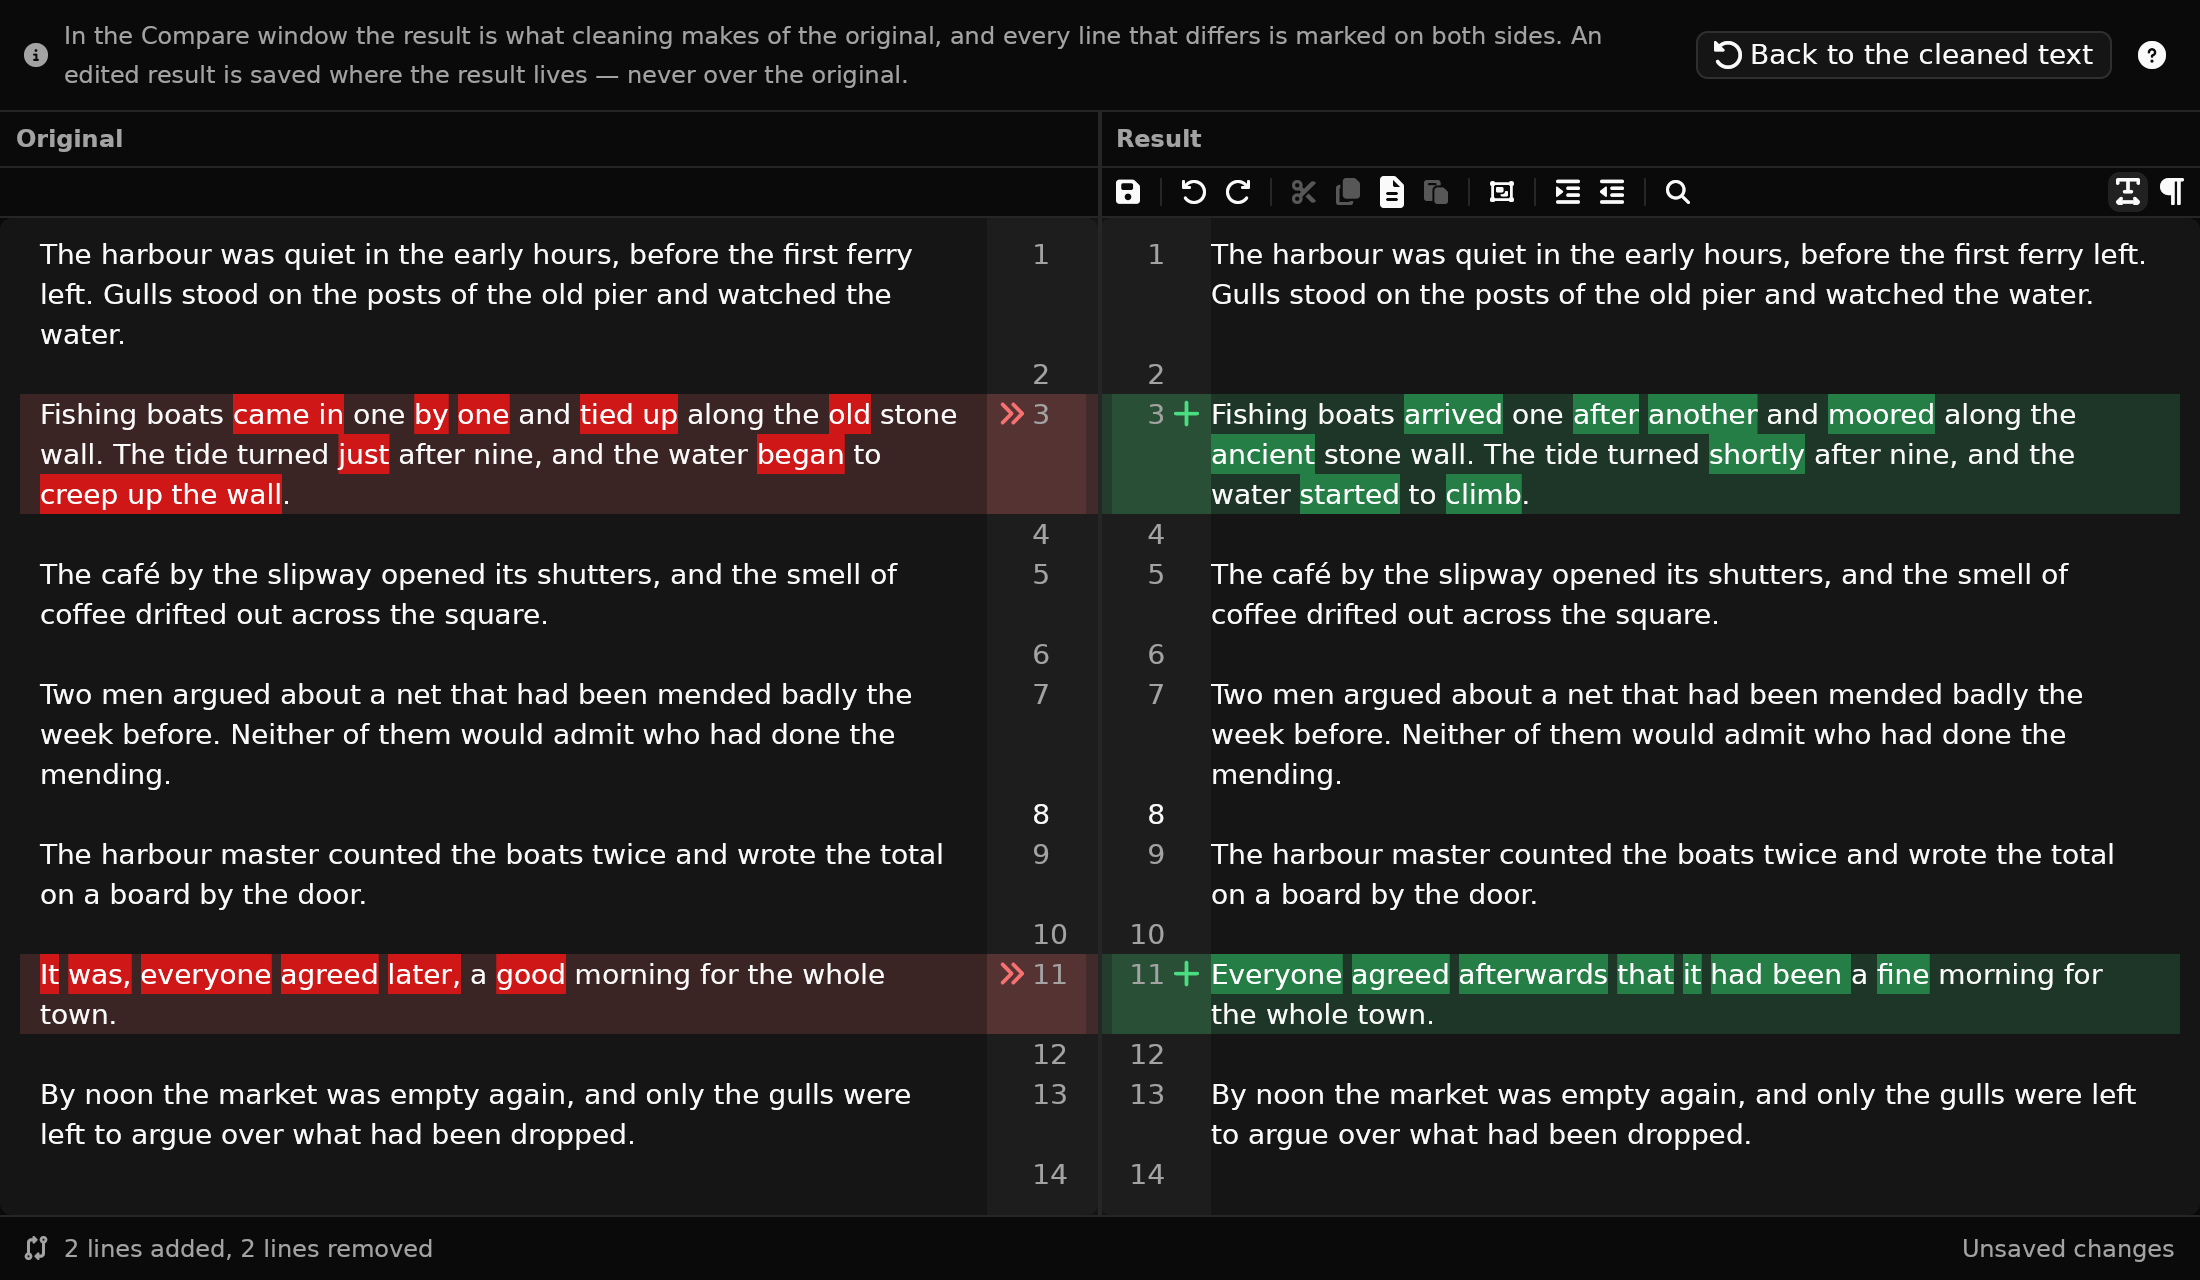 In the Compare window the result is what cleaning makes of the original, and every line that differs is marked on both sides. An
edited result is saved where the result lives — never over the original.
Back to the cleaned text
Original
Result
The harbour was quiet in the early hours, before the first ferry
left. Gulls stood on the posts of the old pier and watched the
water.
1
2
Fishing boats came in one by one and tied up along the old stone
wall. The tide turned just after nine, and the water began to
creep up the wall.
3
4
The café by the slipway opened its shutters, and the smell of
coffee drifted out across the square.
5
6
Two men argued about a net that had been mended badly the
week before. Neither of them would admit who had done the
mending.
7
8
The harbour master counted the boats twice and wrote the total
on a board by the door.
9
10
It was, everyone agreed later, a good morning for the whole
town.
11
12
By noon the market was empty again, and only the gulls were
left to argue over what had been dropped.
13
14
1
The harbour was quiet in the early hours, before the first ferry left.
Gulls stood on the posts of the old pier and watched the water.
2
3
Fishing boats arrived one after another and moored along the
ancient stone wall. The tide turned shortly after nine, and the
water started to climb.
4
5
The café by the slipway opened its shutters, and the smell of
coffee drifted out across the square.
6
7
Two men argued about a net that had been mended badly the
week before. Neither of them would admit who had done the
mending.
8
9
The harbour master counted the boats twice and wrote the total
on a board by the door.
10
11
Everyone agreed afterwards that it had been a fine morning for
the whole town.
12
13
By noon the market was empty again, and only the gulls were left
to argue over what had been dropped.
14
2 lines added, 2 lines removed
Unsaved changes